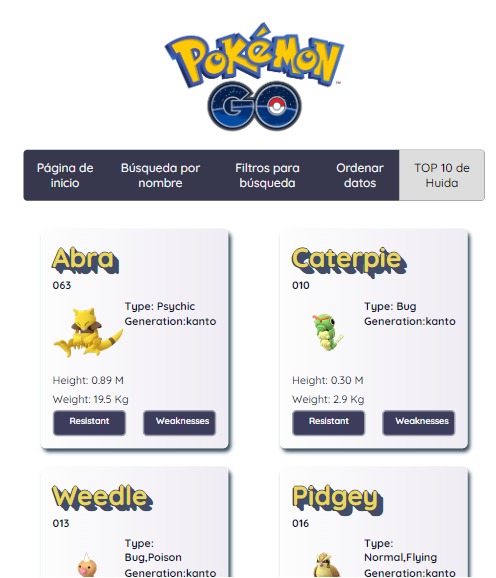 POKÉMON
GO
Página de inicio
Búsqueda por nombre
Filtros para búsqueda
Ordenar datos
TOP 10 de Huida
Abra
063
Type: Psychic
Generation:kanto
Height: 0.89 M
Weight: 19.5 Kg
Resistant
Weaknesses
Caterpie
010
Type: Bug
Generation:kanto
Height: 0.30 M
Weight: 2.9 Kg
Resistant
Weaknesses
Weedle
013
Type:
Bug,Poison
Generation:kanto
Pidgey
016
Type:
Normal,Flying
Generation:kanto